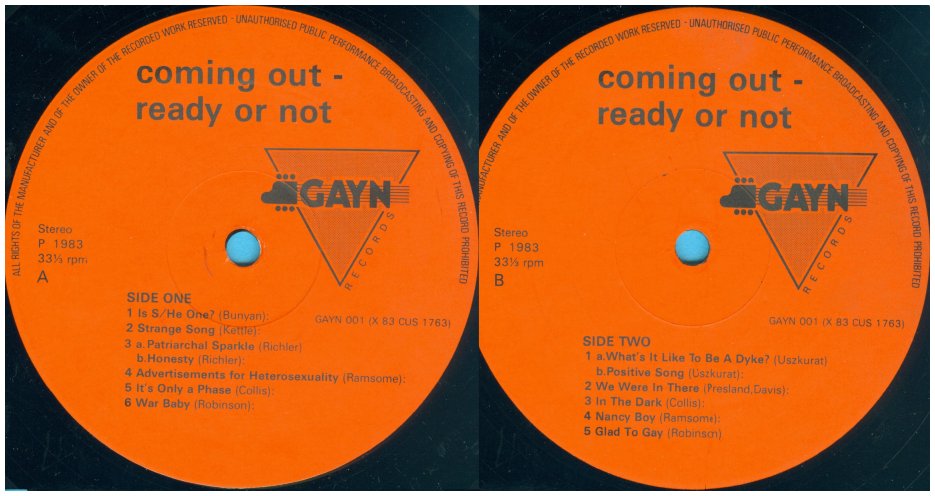 ALL RIGHTS OF THE MANUFACTURER AND OF THE OWNER OF THE RECORDED WORK RESERVED - UNAUTHORISED PUBLIC PERFORMANCE BROADCASTING AND COPYING OF THIS RECORD PROHIBITED
coming out -
ready or not
GAYN
RECORDS
Stereo
P 1983
33⅓ rpm
A
GAYN 001 (X 83 CUS 1763)
SIDE ONE
1 Is S/He One? (Bunyan):
2 Strange Song (Kettle):
3 a.Patriarchal Sparkle (Richler)
b.Honesty (Richler):
4 Advertisements for Heterosexuality (Ramsome):
5 It's Only a Phase (Collis):
6 War Baby (Robinson):
MANUFACTURER AND OF THE OWNER OF THE RECORDED WORK RESERVED - UNAUTHORISED PUBLIC PERFORMANCE BROADCASTING AND COPYING OF THIS RECORD PROHIBITED
coming out -
ready or not
GAYN
RECORDS
Stereo
P 1983
33⅓ rpm
B
GAYN 001 (X 83 CUS 1763)
SIDE TWO
1 a.What's It Like To Be A Dyke? (Uszkurat)
b.Positive Song (Uszkurat):
2 We Were In There (Presland,Davis):
3 In The Dark (Collis):
4 Nancy Boy (Ramsome):
5 Glad To Gay (Robinson)